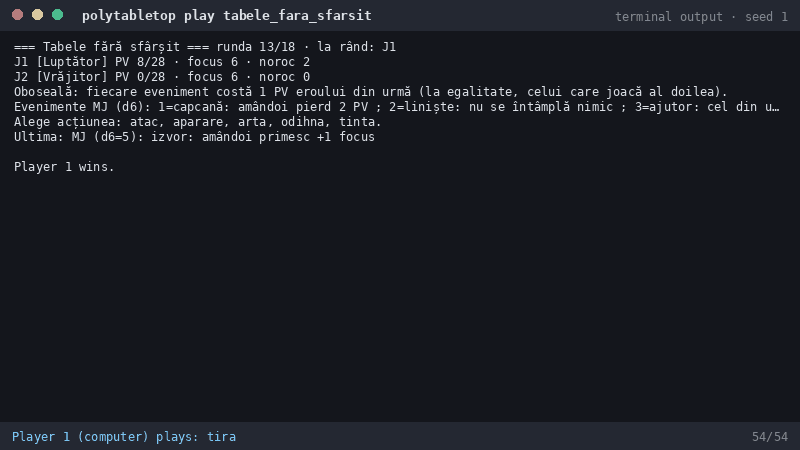 polytabletop play tabele_fara_sfarsit
terminal output · seed 1
=== Tabele fără sfârșit === runda 13/18 · la rând: J1
J1 [Luptător] PV 8/28 · focus 6 · noroc 2
J2 [Vrăjitor] PV 0/28 · focus 6 · noroc 0
Oboseală: fiecare eveniment costă 1 PV eroului din urmă (la egalitate, celui care joacă al doilea).
Evenimente MJ (d6): 1=capcană: amândoi pierd 2 PV ; 2=liniște: nu se întâmplă nimic ; 3=ajutor: cel din u…
Alege acțiunea: atac, aparare, arta, odihna, tinta.
Ultima: MJ (d6=5): izvor: amândoi primesc +1 focus
Player 1 wins.
Player 1 (computer) plays: tira
54/54